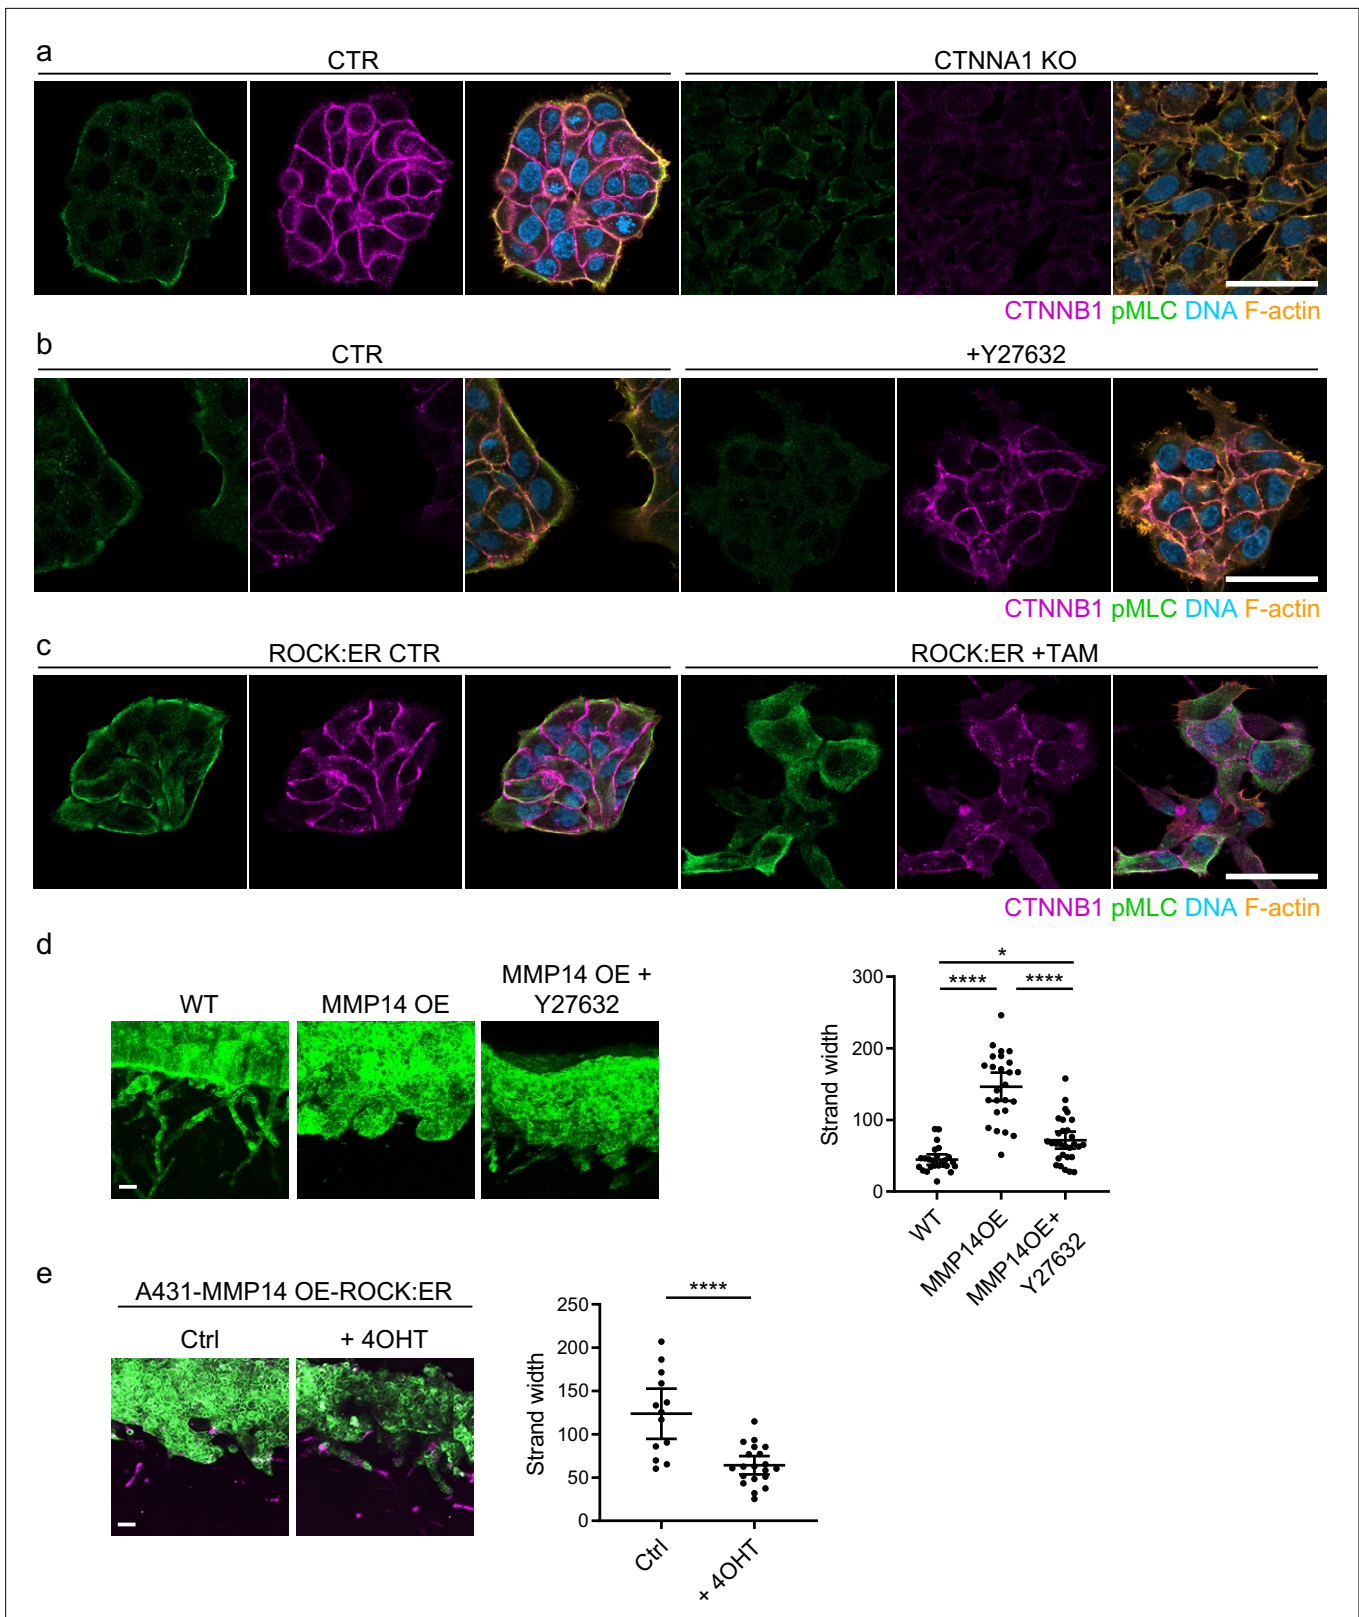 a
CTR
CTNNA1 KO
CTNNB1 pMLC DNA F-actin
b
CTR
+Y27632
CTNNB1 pMLC DNA F-actin
c
ROCK:ER CTR
ROCK:ER +TAM
CTNNB1 pMLC DNA F-actin
d
WT
MMP14 OE
MMP14 OE +
Y27632
*
**** ****
300
200
100
0
Strand width
WT
MMP14OE
MMP14OE+
Y27632
e
A431-MMP14 OE-ROCK:ER
Ctrl
+ 4OHT
****
250
200
150
100
50
0
Strand width
Ctrl
+ 4OHT